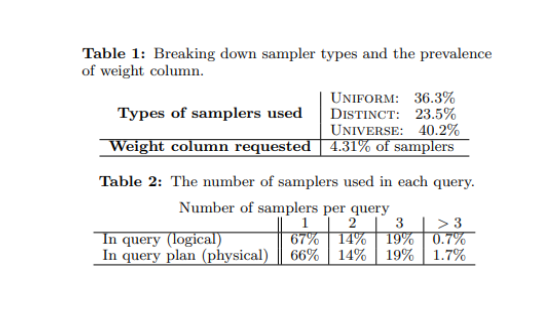 Table 1: Breaking down sampler types and the prevalence
of weight column.
Types of samplers used
UNIFORM: 36.3%
DISTINCT: 23.5%
UNIVERSE: 40.2%
Weight column requested 4.31% of samplers
Table 2: The number of samplers used in each query.
Number of samplers per query
1 2 3 > 3
In query (logical) 67% 14% 19% 0.7%
In query plan (physical) 66% 14% 19% 1.7%